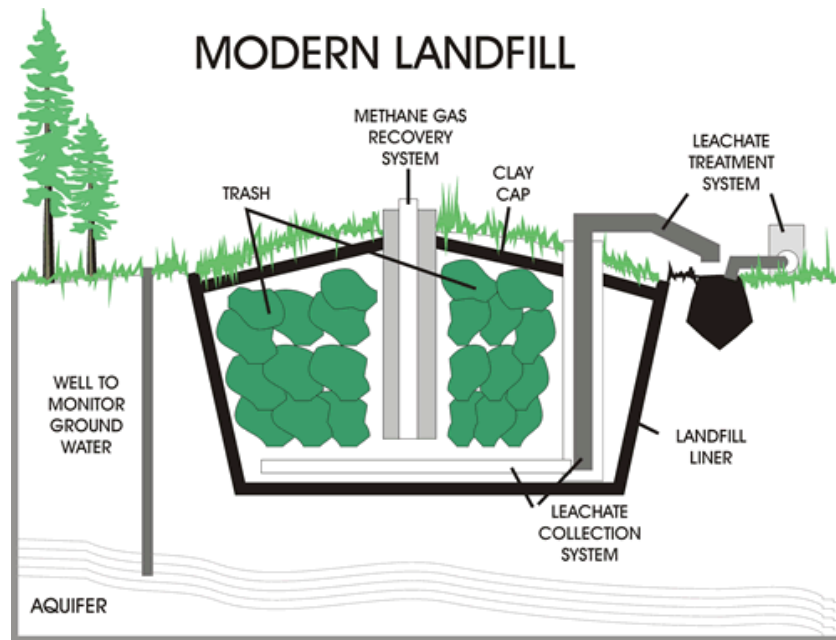 MODERN LANDFILL
METHANE GAS
RECOVERY
SYSTEM
LEACHATE
TREATMENT
SYSTEM
TRASH
CLAY
CAP
WELL TO
MONITOR
GROUND
WATER
LANDFILL
LINER
LEACHATE
COLLECTION
SYSTEM
AQUIFER